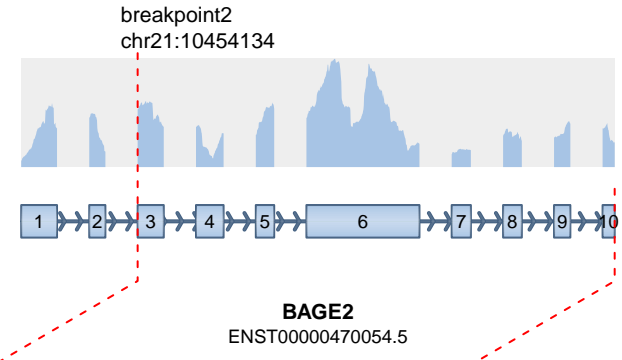 breakpoint2
chr21:10454134
1 2 3 4 5 6 7 8 9 10
BAGE2
ENST00000470054.5